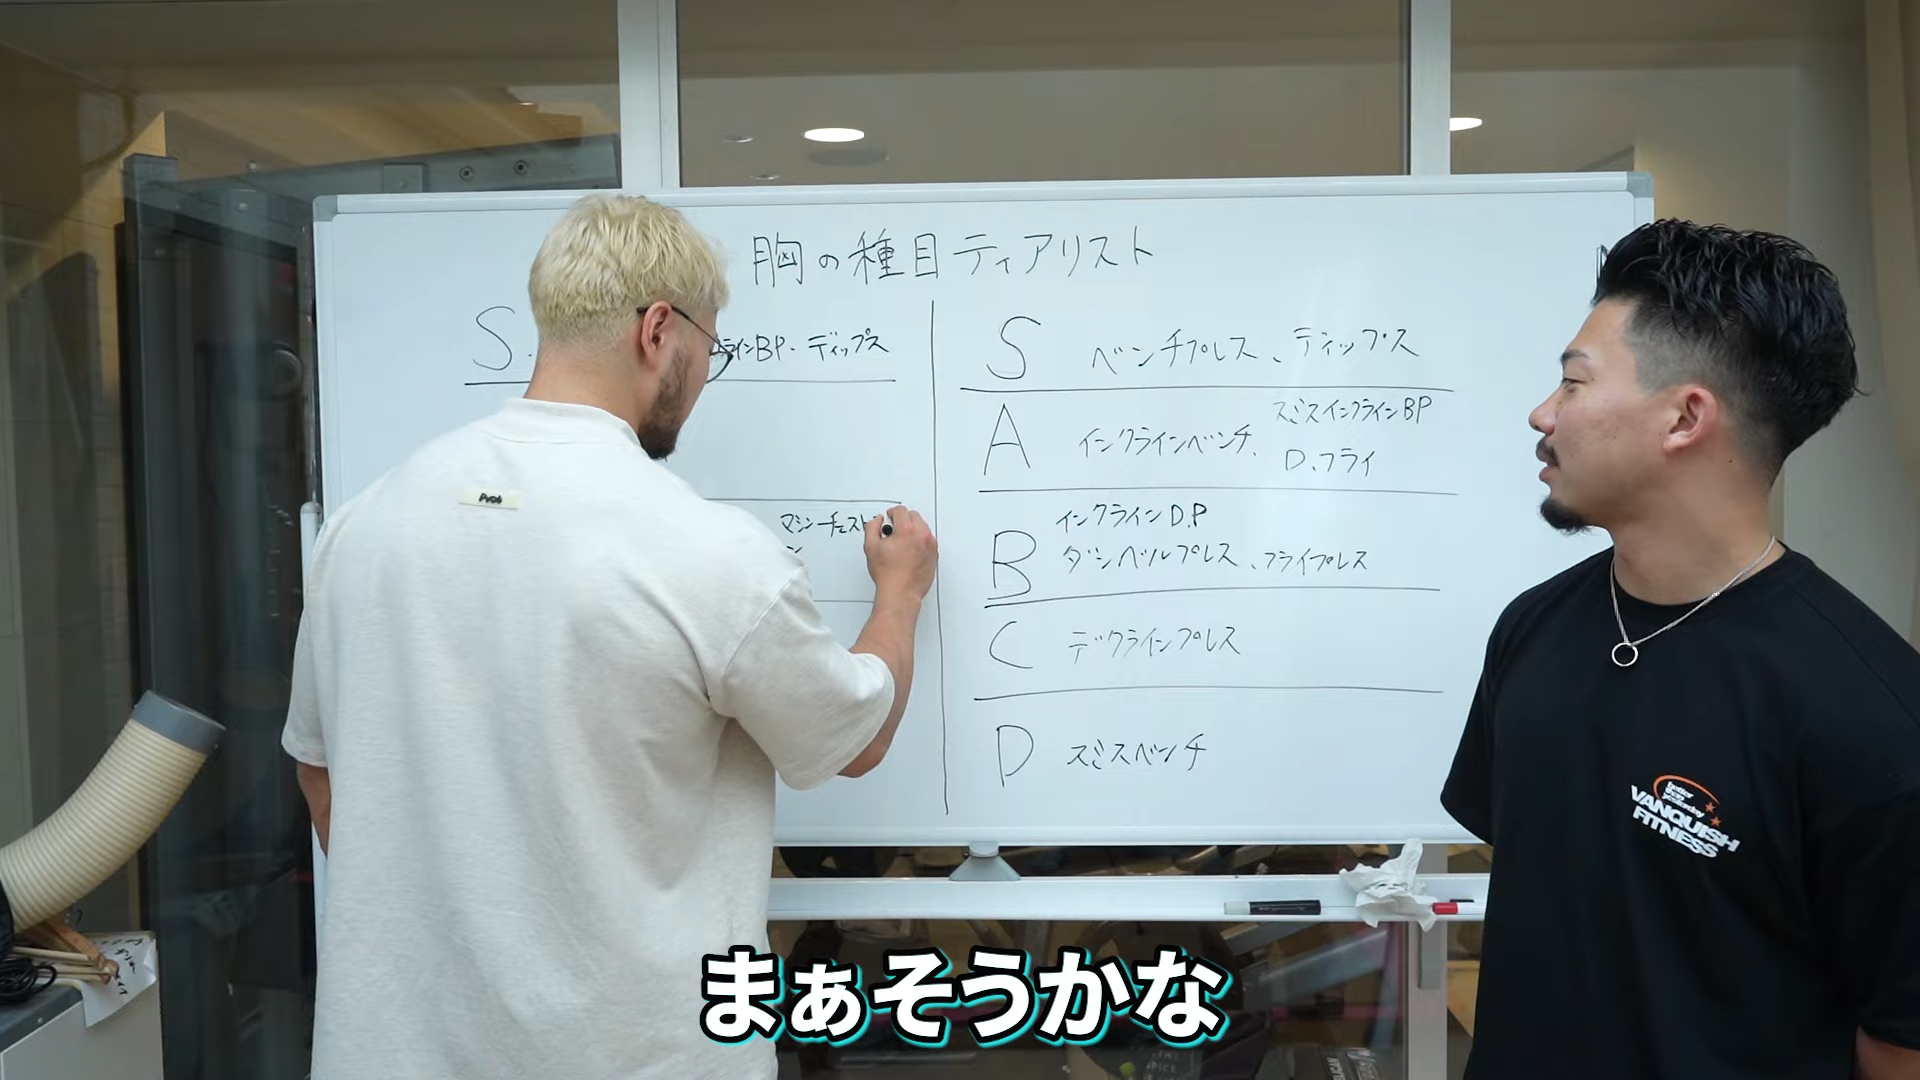 胸の種目ティアリスト
S
ラインBP・ディップス
マシンチェスト
S ベンチプレス、ディップス
A インクラインベンチ、
スミスインクラインBP
D.フライ
B
インクラインD.P
ダンベルプレス、フライプレス
C デクラインプレス
D スミスベンチ
VANQUISH
FITNESS
まぁそうかな